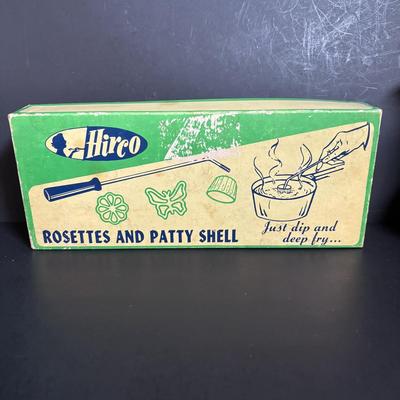 Hirco
ROSETTES AND PATTY SHELL
Just dip and
deep fry...